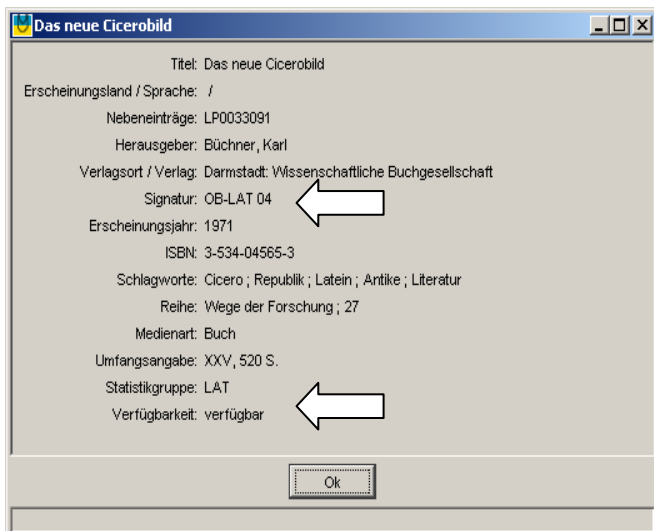 Das neue Cicerobild
Titel: Das neue Cicerobild
Erscheinungsland / Sprache: /
Nebeneinträge: LP0033091
Herausgeber: Büchner, Karl
Verlagsort / Verlag: Darmstadt: Wissenschaftliche Buchgesellschaft
Signatur: OB-LAT 04
Erscheinungsjahr: 1971
ISBN: 3-534-04565-3
Schlagworte: Cicero ; Republik ; Latein ; Antike ; Literatur
Reihe: Wege der Forschung ; 27
Medienart: Buch
Umfangsangabe: XXV, 520 S.
Statistikgruppe: LAT
Verfügbarkeit: verfügbar
Ok